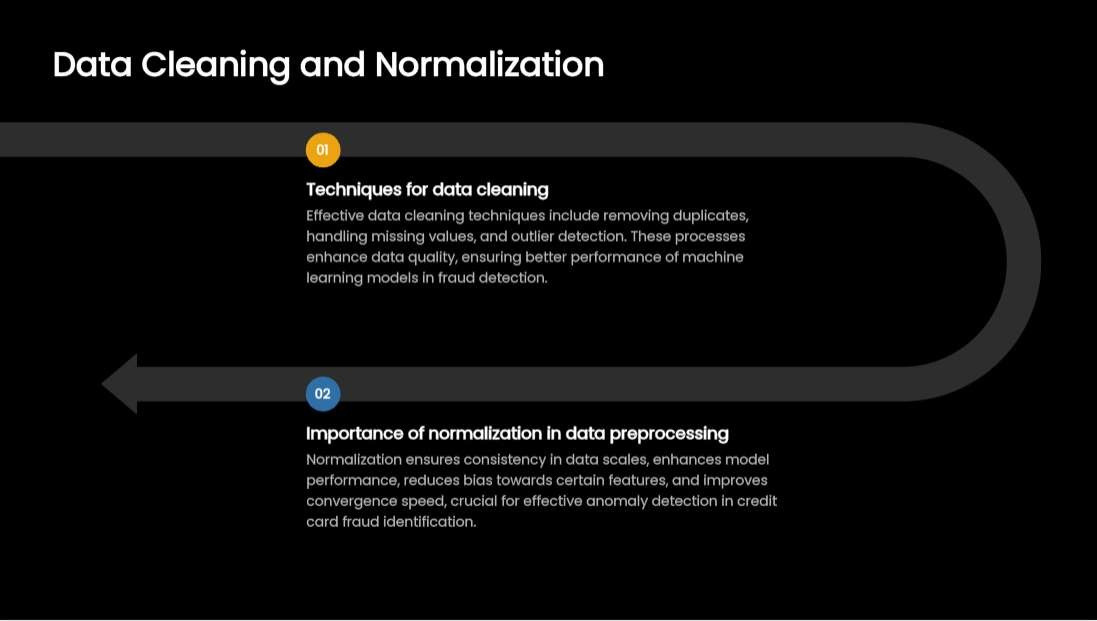 Data Cleaning and Normalization
01
Techniques for data cleaning
Effective data cleaning techniques include removing duplicates,
handling missing values, and outlier detection. These processes
enhance data quality, ensuring better performance of machine
learning models in fraud detection.
02
Importance of normalization in data preprocessing
Normalization ensures consistency in data scales, enhances model
performance, reduces bias towards certain features, and improves
convergence speed, crucial for effective anomaly detection in credit
card fraud identification.